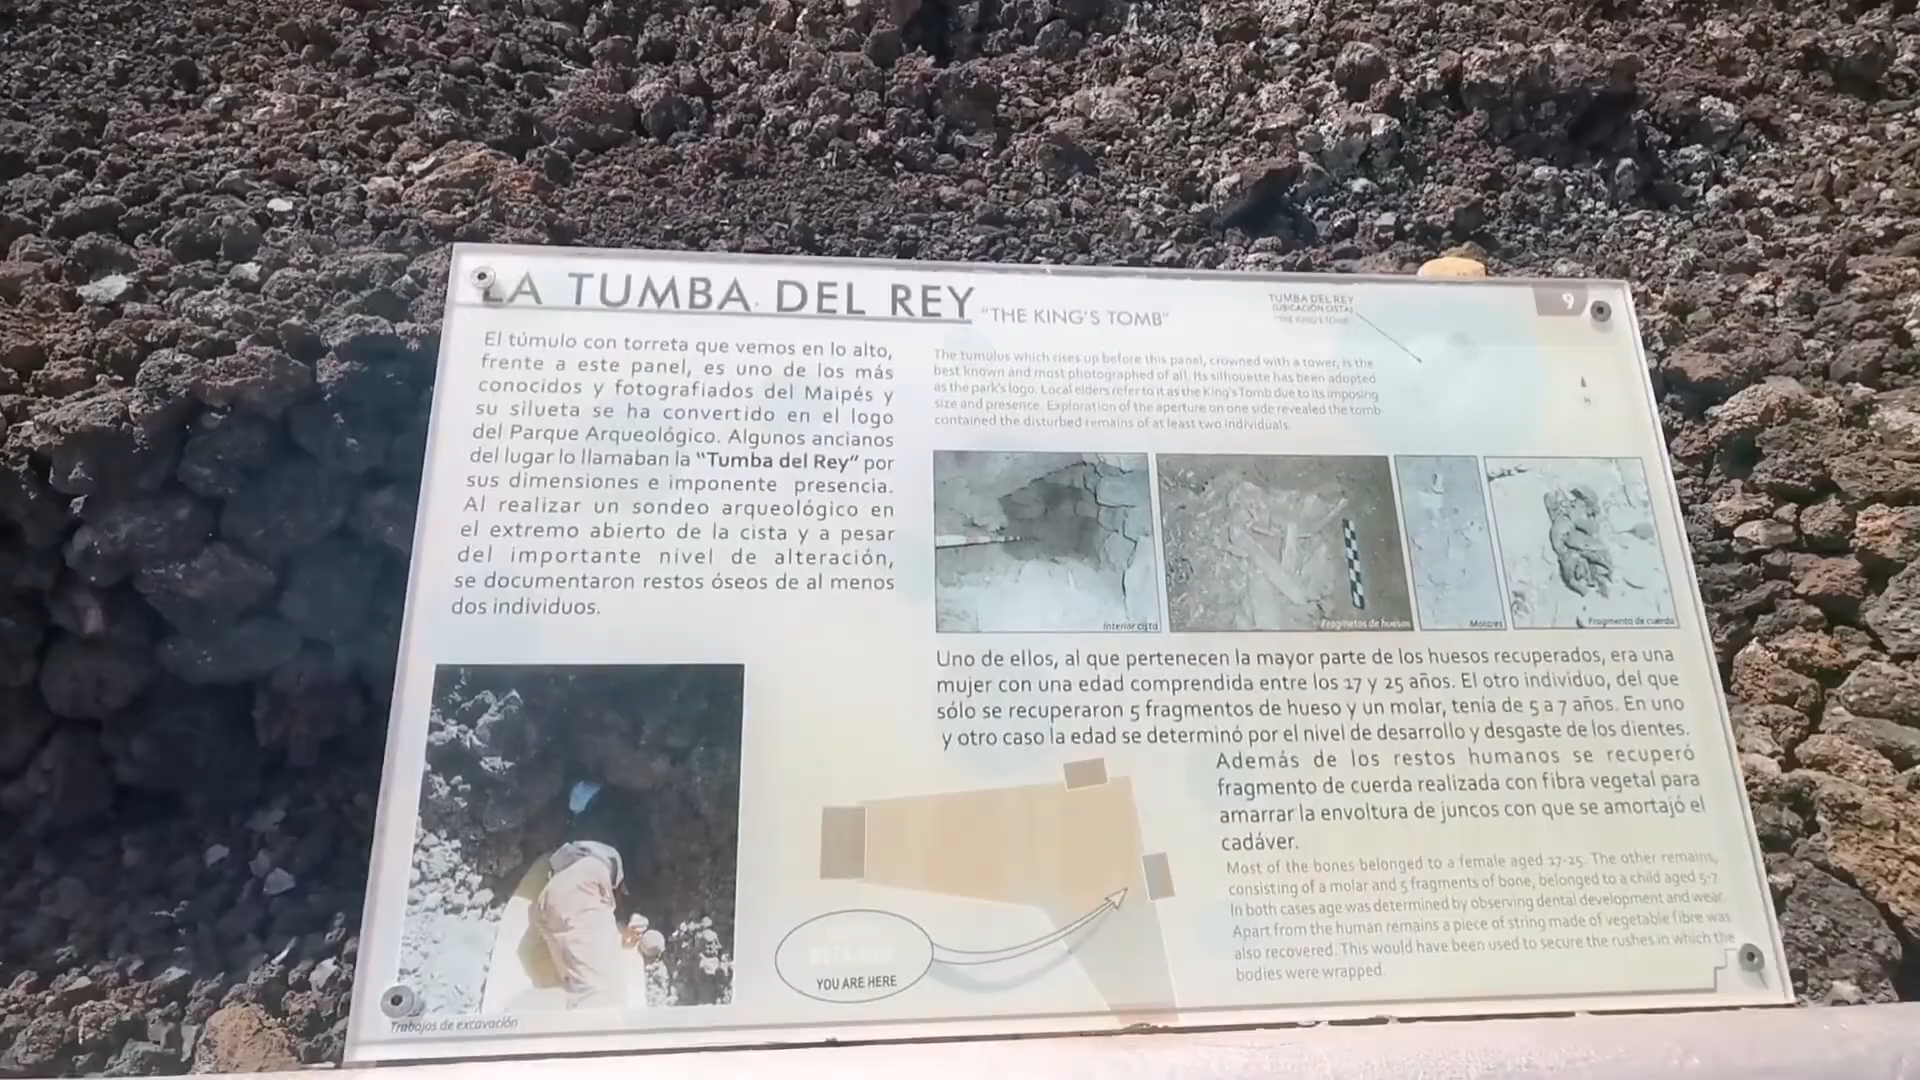 LA TUMBA DEL REY "THE KING'S TOMB"
9
TUMBA DEL REY
(UBICACIÓN CISTA)
"THE KING'S TOMB"
N
El túmulo con torreta que vemos en lo alto,
frente a este panel, es uno de los más
conocidos y fotografiados del Maipés y
su silueta se ha convertido en el logo
del Parque Arqueológico. Algunos ancianos
del lugar lo llamaban la "Tumba del Rey" por
sus dimensiones e imponente presencia.
Al realizar un sondeo arqueológico en
el extremo abierto de la cista y a pesar
del importante nivel de alteración,
se documentaron restos óseos de al menos
dos individuos.
The tumulus which rises up before this panel, crowned with a tower, is the
best known and most photographed of all. Its silhouette has been adopted
as the park's logo. Local elders refer to it as the King's Tomb due to its imposing
size and presence. Exploration of the aperture on one side revealed the tomb
contained the disturbed remains of at least two individuals.
Interior cista
Fragmetos de huesos
Molares
Fragmento de cuerda
Uno de ellos, al que pertenecen la mayor parte de los huesos recuperados, era una
mujer con una edad comprendida entre los 17 y 25 años. El otro individuo, del que
sólo se recuperaron 5 fragmentos de hueso y un molar, tenía de 5 a 7 años. En uno
y otro caso la edad se determinó por el nivel de desarrollo y desgaste de los dientes.
Además de los restos humanos se recuperó
fragmento de cuerda realizada con fibra vegetal para
amarrar la envoltura de juncos con que se amortajó el
cadáver.
Most of the bones belonged to a female aged 17-25. The other remains,
consisting of a molar and 5 fragments of bone, belonged to a child aged 5-7.
In both cases age was determined by observing dental development and wear.
Apart from the human remains a piece of string made of vegetable fibre was
also recovered. This would have been used to secure the rushes in which the
bodies were wrapped.
YOU ARE HERE
Trabajos de excavación